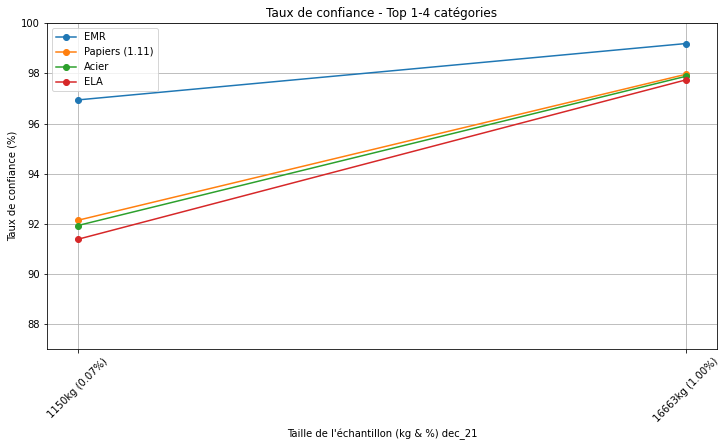 Taux de confiance - Top 1-4 catégories
EMR
Papiers (1.11)
Acier
ELA
Taux de confiance (%)
100
98
96
94
92
90
88
1150kg (0.07%)
16663kg (1.00%)
Taille de l'échantillon (kg & %) dec_21